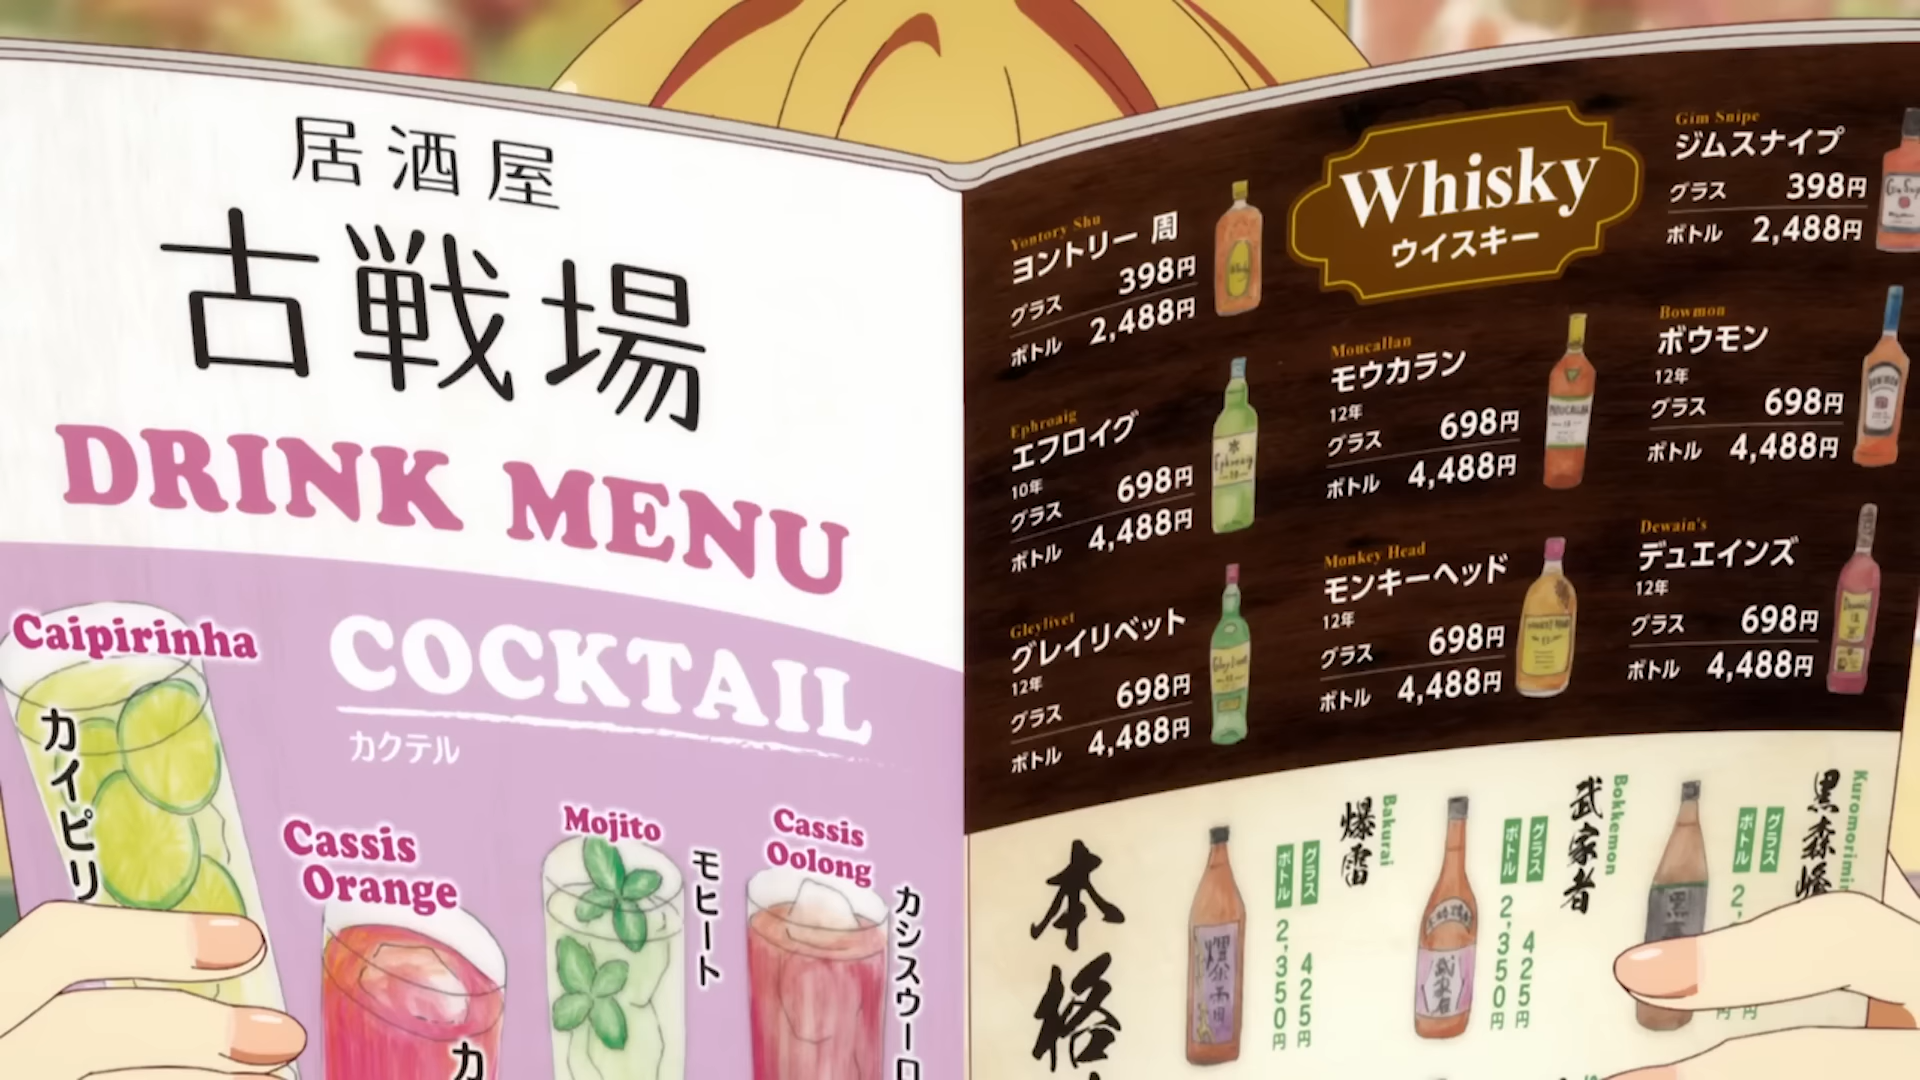 居酒屋
古戦場
DRINK MENU
COCKTAIL
カクテル
Caipirinha
カイピリ
Cassis
Orange
カ
Mojito
モヒート
Cassis
Oolong
カシスウーロ
Whisky
ウイスキー
Yontory Shu
ヨントリー 周
グラス 398円
ボトル 2,488円
Gim Snipe
ジムスナイプ
グラス 398円
ボトル 2,488円
Ephroaig
エフロイグ
10年
グラス 698円
ボトル 4,488円
Moucallan
モウカラン
12年
グラス 698円
ボトル 4,488円
Bowmon
ボウモン
12年
グラス 698円
ボトル 4,488円
Gleylivet
グレイリベット
12年
グラス 698円
ボトル 4,488円
Monkey Head
モンキーヘッド
12年
グラス 698円
ボトル 4,488円
Dewain's
デュエインズ
12年
グラス 698円
ボトル 4,488円
本格
Bakurai
爆雷
グラス 425円
ボトル 2,350円
Bokkemon
武家者
グラス 425円
ボトル 2,350円
Kuromorimin
黒森峰
グラス
ボトル 2,